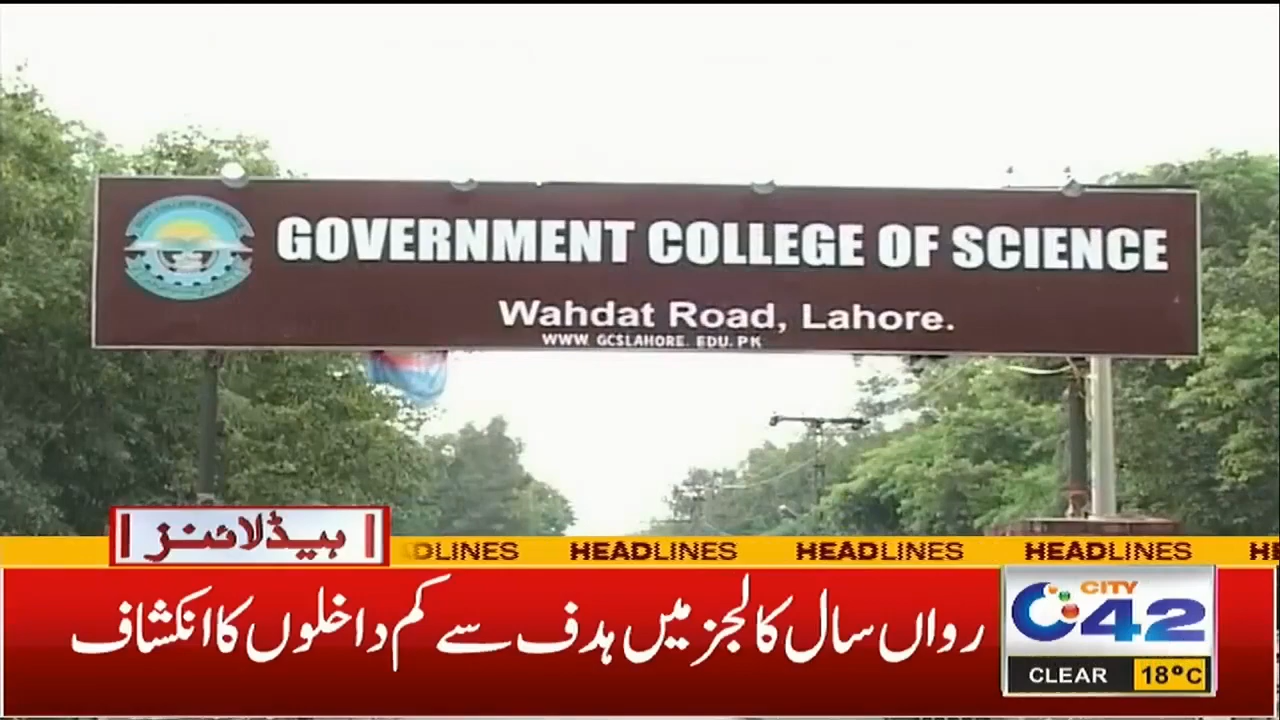 GOVERNMENT COLLEGE OF SCIENCE
Wahdat Road, Lahore.
WWW. GCSLAHORE. EDU. PK
ہیڈلائنز
DLINES HEADLINES HEADLINES HEADLINES
رواں سال کالجز میں ہدف سے کم داخلوں کا انکشاف
CITY
42
CLEAR 18°C